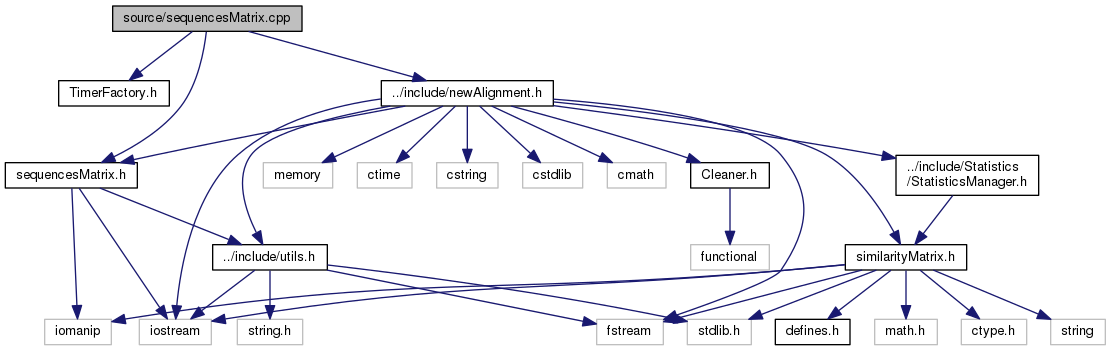 source/sequencesMatrix.cpp
TimerFactory.h
../include/newAlignment.h
sequencesMatrix.h
memory
ctime
cstring
cstdlib
cmath
Cleaner.h
../include/Statistics
/StatisticsManager.h
../include/utils.h
functional
similarityMatrix.h
iomanip
iostream
string.h
fstream
stdlib.h
defines.h
math.h
ctype.h
string